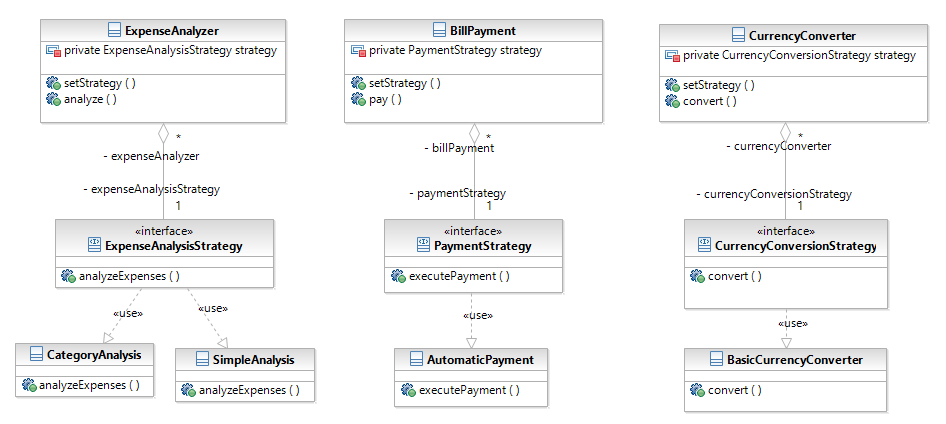 ExpenseAnalyzer
private ExpenseAnalysisStrategy strategy
setStrategy ( )
analyze ( )
*
- expenseAnalyzer
- expenseAnalysisStrategy
1
«interface»
ExpenseAnalysisStrategy
analyzeExpenses ( )
«use»
«use»
CategoryAnalysis
analyzeExpenses ( )
SimpleAnalysis
analyzeExpenses ( )
BillPayment
private PaymentStrategy strategy
setStrategy ( )
pay ( )
*
- billPayment
- paymentStrategy
1
«interface»
PaymentStrategy
executePayment ( )
«use»
AutomaticPayment
executePayment ( )
CurrencyConverter
private CurrencyConversionStrategy strategy
setStrategy ( )
convert ( )
*
- currencyConverter
- currencyConversionStrategy
1
«interface»
CurrencyConversionStrategy
convert ( )
«use»
BasicCurrencyConverter
convert ( )